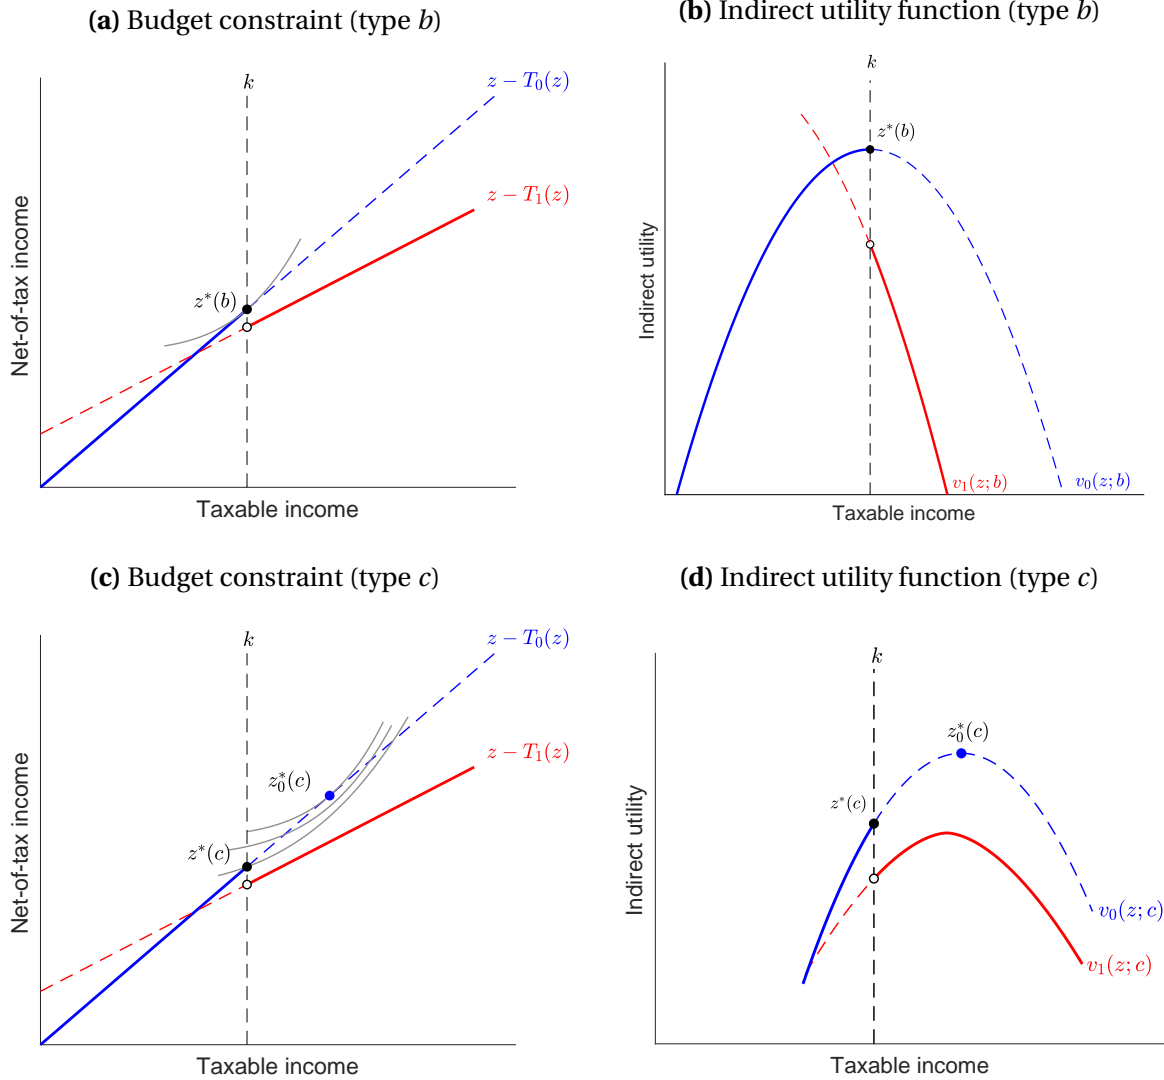 (a) Budget constraint (type b)
k
z − T₀(z)
z − T₁(z)
z*(b)
Net-of-tax income
Taxable income
(b) Indirect utility function (type b)
k
z*(b)
Indirect utility
v₁(z; b)
v₀(z; b)
Taxable income
(c) Budget constraint (type c)
k
z − T₀(z)
z − T₁(z)
z₀*(c)
z*(c)
Net-of-tax income
Taxable income
(d) Indirect utility function (type c)
k
z₀*(c)
z*(c)
Indirect utility
v₀(z; c)
v₁(z; c)
Taxable income